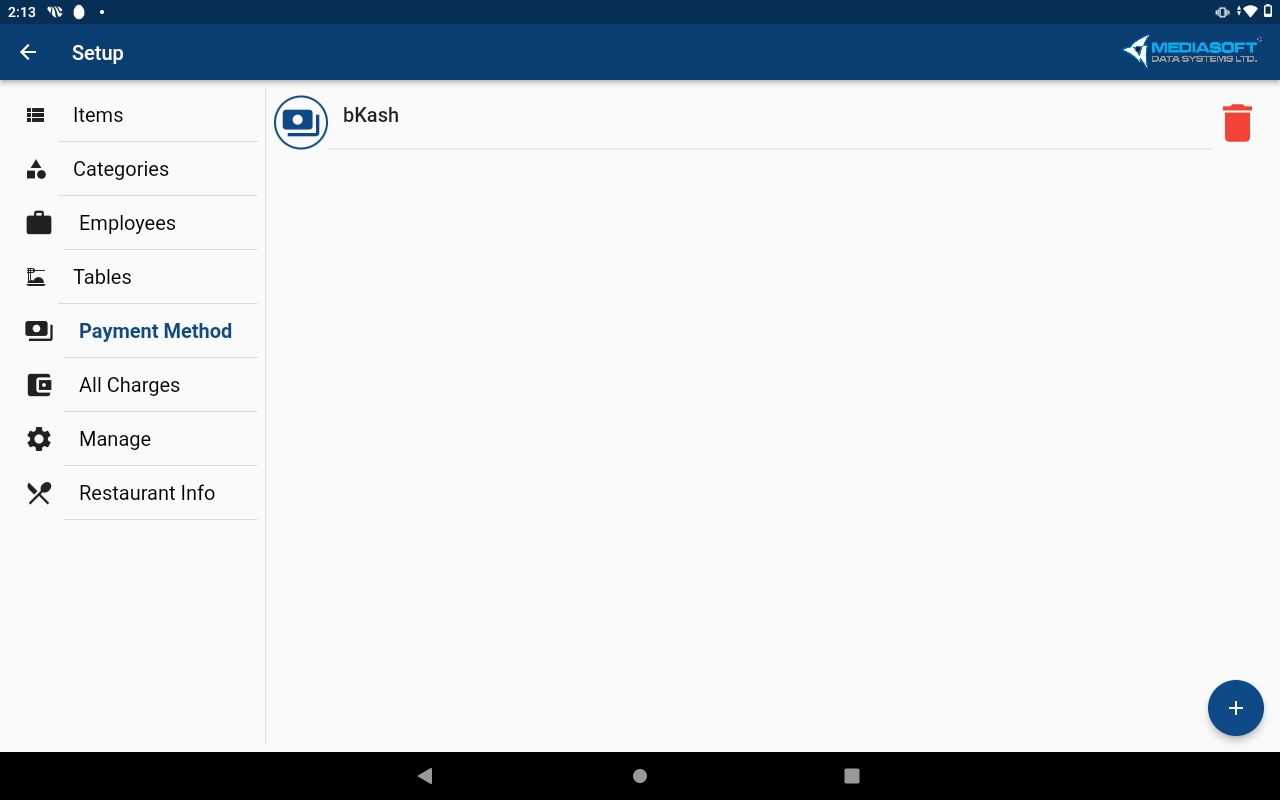 2:13
Setup
MEDIASOFT
DATA SYSTEMS LTD.
Items
Categories
Employees
Tables
Payment Method
All Charges
Manage
Restaurant Info
bKash